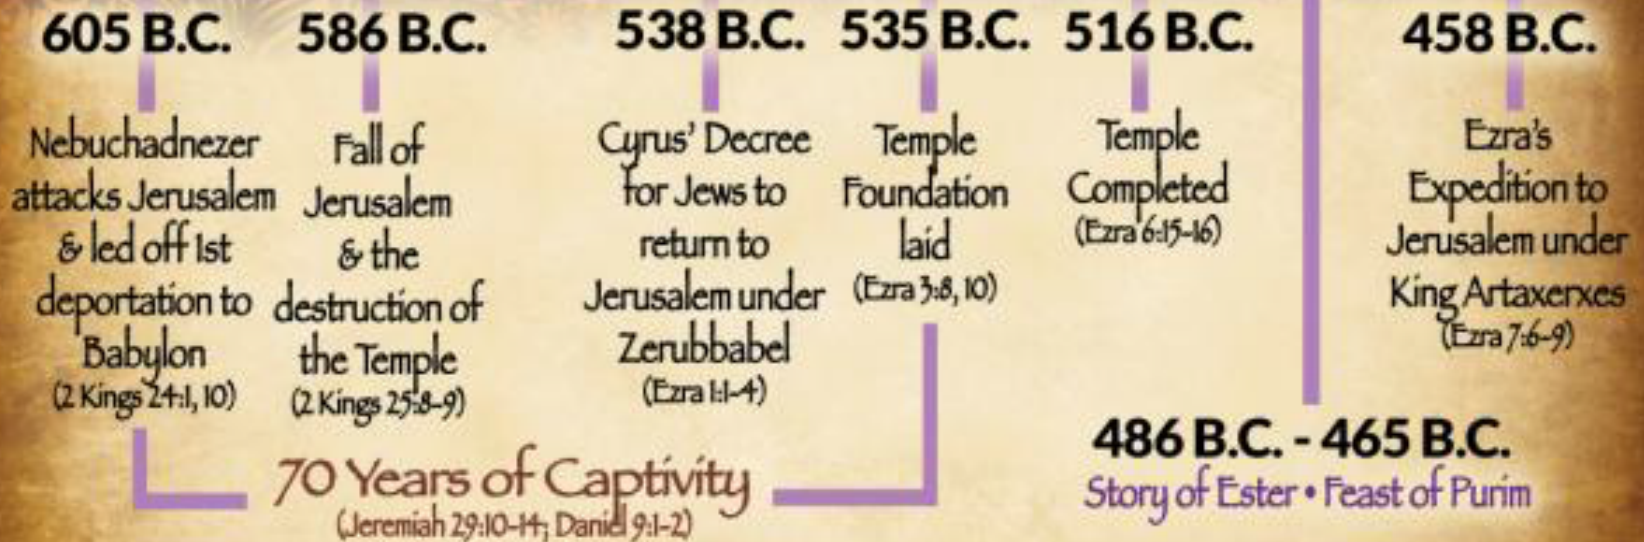 605 B.C.
Nebuchadnezer
attacks Jerusalem
& led off 1st
deportation to
Babylon
(2 Kings 24:1, 10)
586 B.C.
Fall of
Jerusalem
& the
destruction of
the Temple
(2 Kings 25:8-9)
538 B.C.
Cyrus' Decree
for Jews to
return to
Jerusalem under
Zerubbabel
(Ezra 1:1-4)
535 B.C.
Temple
Foundation
laid
(Ezra 3:8, 10)
70 Years of Captivity
(Jeremiah 29:10-14; Daniel 9:1-2)
516 B.C.
Temple
Completed
(Ezra 6:15-16)
486 B.C. - 465 B.C.
Story of Ester • Feast of Purim
458 B.C.
Ezra's
Expedition to
Jerusalem under
King Artaxerxes
(Ezra 7:6-9)